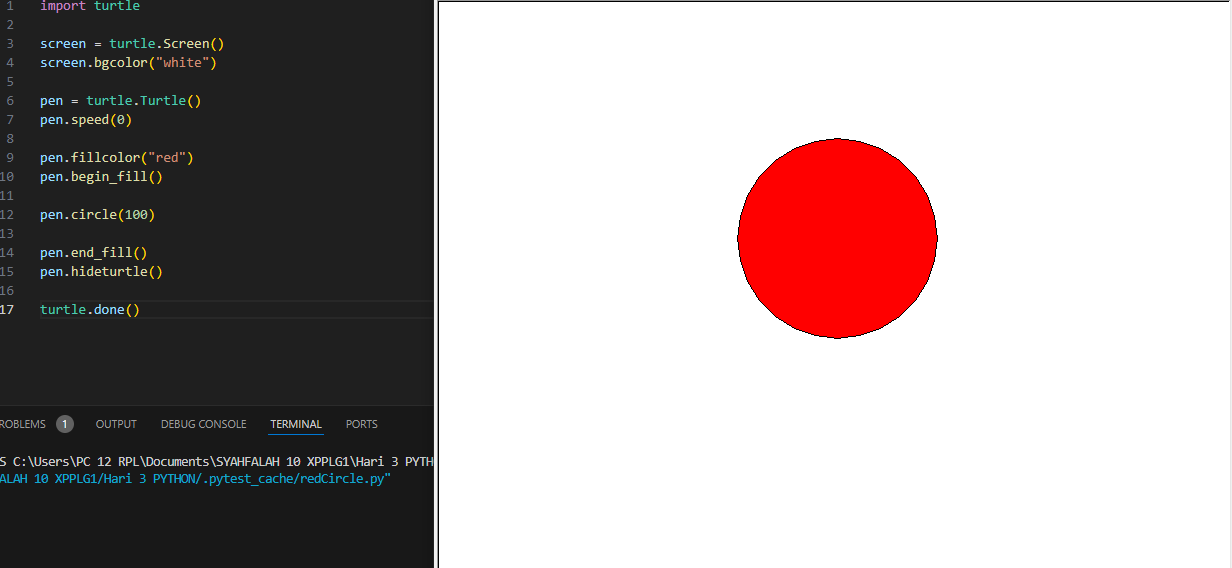 1 import turtle
2
3 screen = turtle.Screen()
4 screen.bgcolor("white")
5
6 pen = turtle.Turtle()
7 pen.speed(0)
8
9 pen.fillcolor("red")
10 pen.begin_fill()
11
12 pen.circle(100)
13
14 pen.end_fill()
15 pen.hideturtle()
16
17 turtle.done()
ROBLEMS 1 OUTPUT DEBUG CONSOLE TERMINAL PORTS
S C:\Users\PC 12 RPL\Documents\SYAHFALAH 10 XPPLG1\Hari 3 PYTH
ALAH 10 XPPLG1/Hari 3 PYTHON/.pytest_cache/redCircle.py"